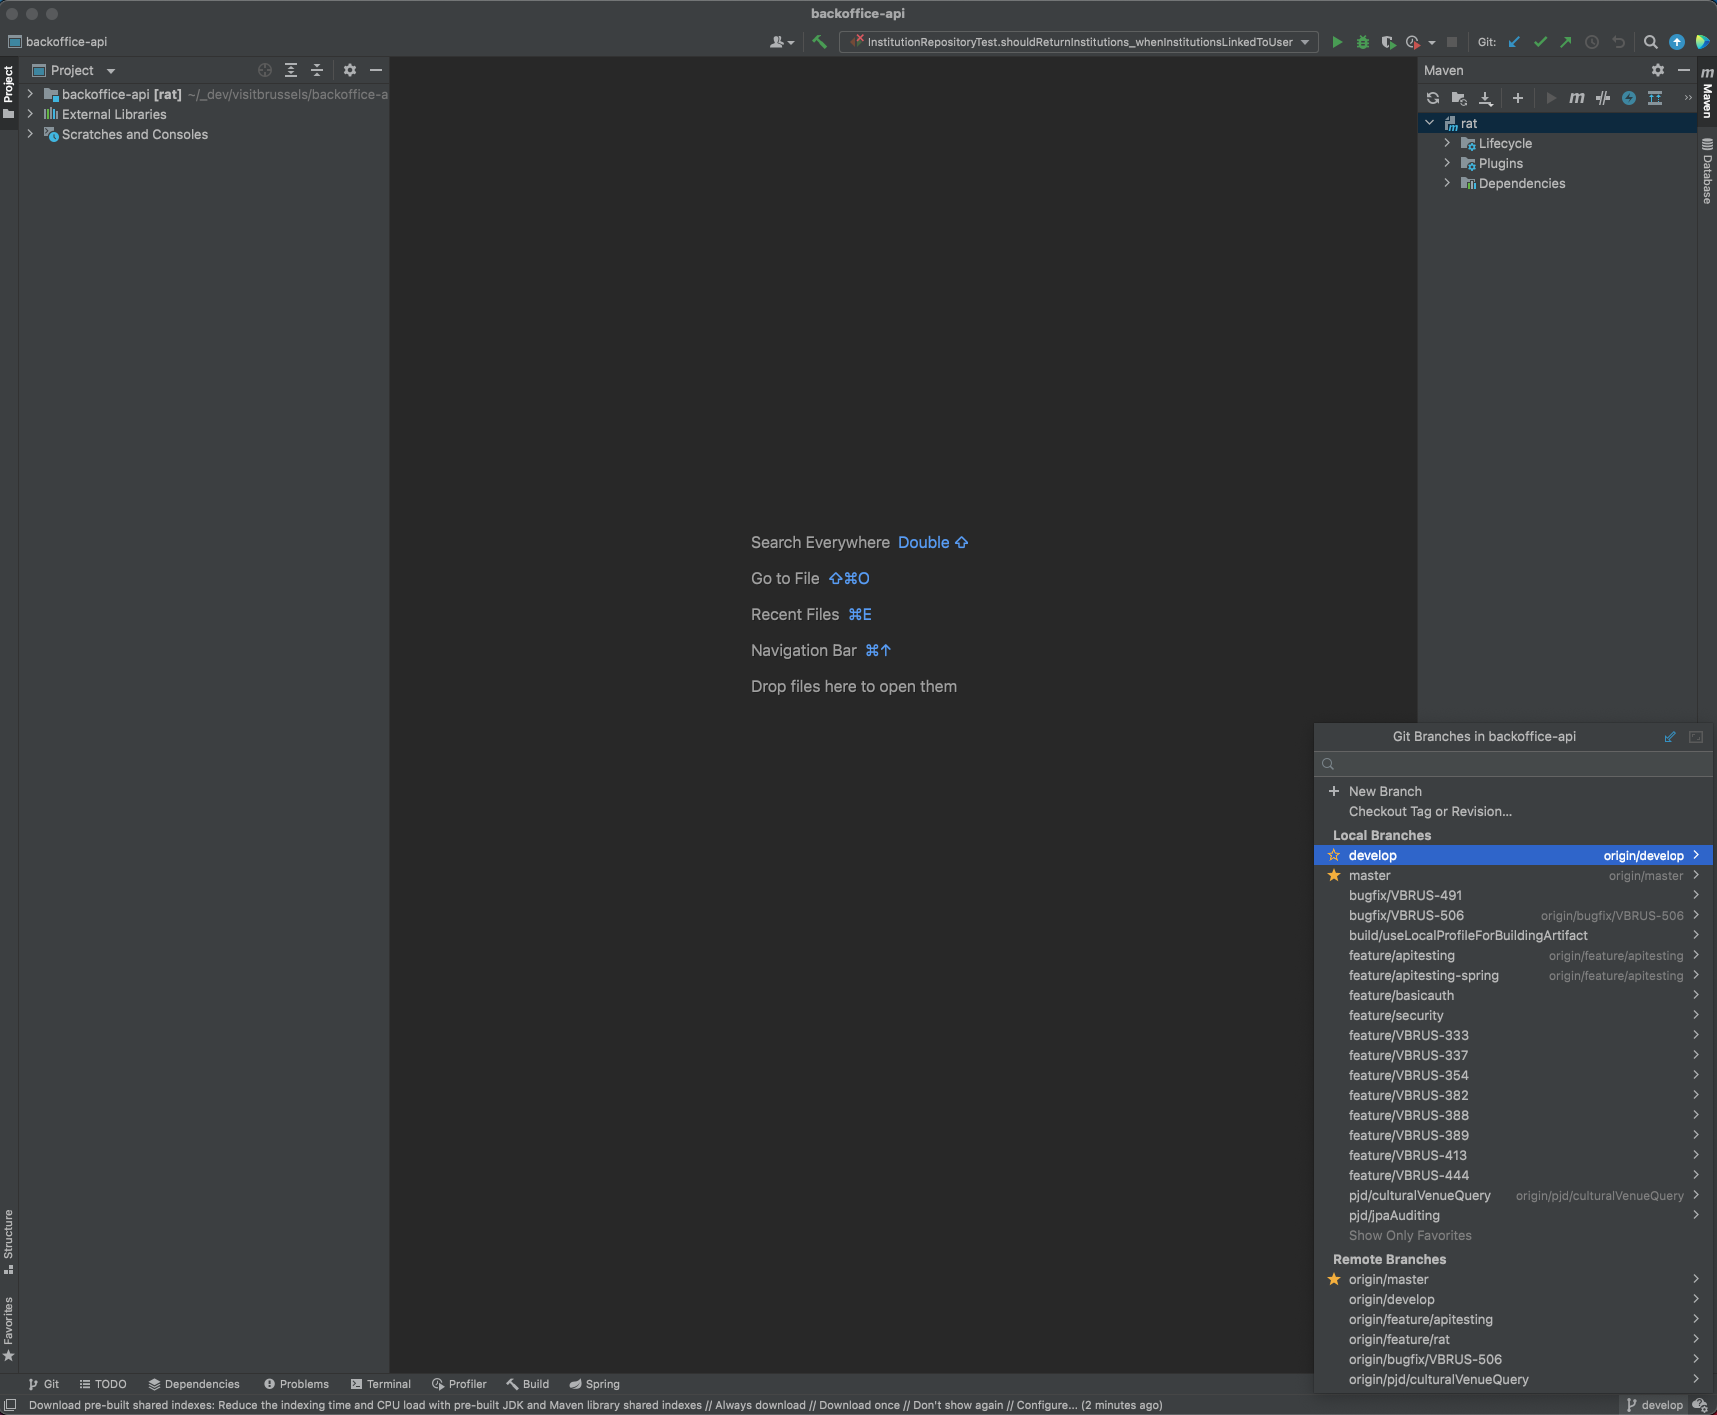 backoffice-api
backoffice-api
InstitutionRepositoryTest.shouldReturnInstitutions_whenInstitutionsLinkedToUser
Git:
Project
Project
backoffice-api [rat] ~/_dev/visitbrussels/backoffice-a
External Libraries
Scratches and Consoles
Structure
Favorites
Search Everywhere Double ⇧
Go to File ⇧⌘O
Recent Files ⌘E
Navigation Bar ⌘↑
Drop files here to open them
Maven
m
rat
Lifecycle
Plugins
Dependencies
m Maven
Database
Git Branches in backoffice-api
New Branch
Checkout Tag or Revision...
Local Branches
develop origin/develop
master origin/master
bugfix/VBRUS-491
bugfix/VBRUS-506 origin/bugfix/VBRUS-506
build/useLocalProfileForBuildingArtifact
feature/apitesting origin/feature/apitesting
feature/apitesting-spring origin/feature/apitesting
feature/basicauth
feature/security
feature/VBRUS-333
feature/VBRUS-337
feature/VBRUS-354
feature/VBRUS-382
feature/VBRUS-388
feature/VBRUS-389
feature/VBRUS-413
feature/VBRUS-444
pjd/culturalVenueQuery origin/pjd/culturalVenueQuery
pjd/jpaAuditing
Show Only Favorites
Remote Branches
origin/master
origin/develop
origin/feature/apitesting
origin/feature/rat
origin/bugfix/VBRUS-506
origin/pjd/culturalVenueQuery
Git TODO Dependencies Problems Terminal Profiler Build Spring
Download pre-built shared indexes: Reduce the indexing time and CPU load with pre-built JDK and Maven library shared indexes // Always download // Download once // Don't show again // Configure... (2 minutes ago)
develop